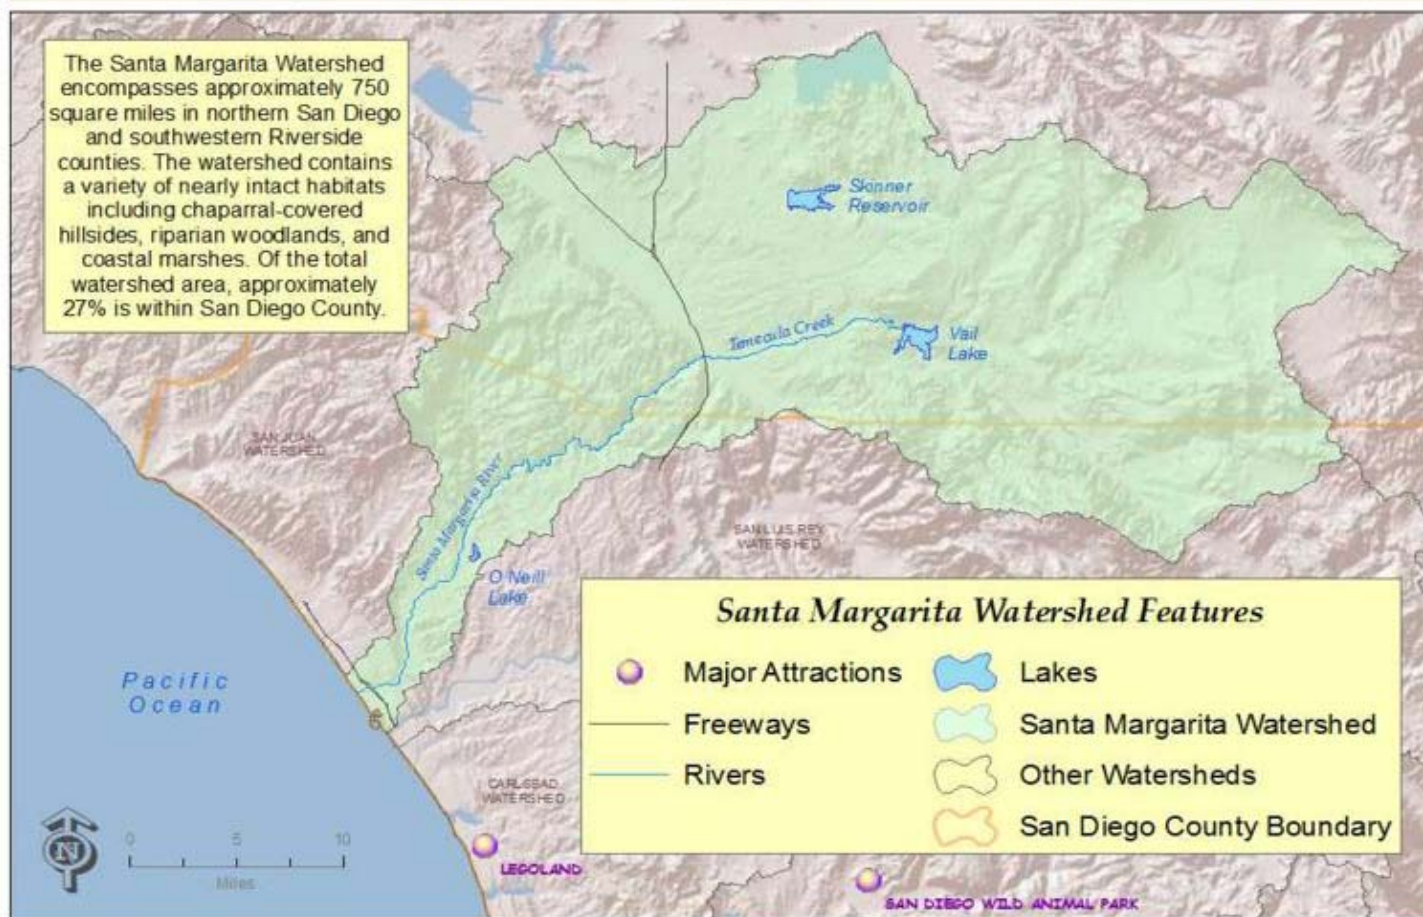 The Santa Margarita Watershed
encompasses approximately 750
square miles in northern San Diego
and southwestern Riverside
counties. The watershed contains
a variety of nearly intact habitats
including chaparral-covered
hillsides, riparian woodlands, and
coastal marshes. Of the total
watershed area, approximately
27% is within San Diego County.
Skinner
Reservoir
Temecula Creek
Vail
Lake
SAN JUAN
WATERSHED
Santa Margarita River
SAN LUIS REY
WATERSHED
O Neill
Lake
Pacific
Ocean
CARLSBAD
WATERSHED
Santa Margarita Watershed Features
Major Attractions
Freeways
Rivers
Lakes
Santa Margarita Watershed
Other Watersheds
San Diego County Boundary
N
0 5 10
Miles
LEGOLAND
SAN DIEGO WILD ANIMAL PARK